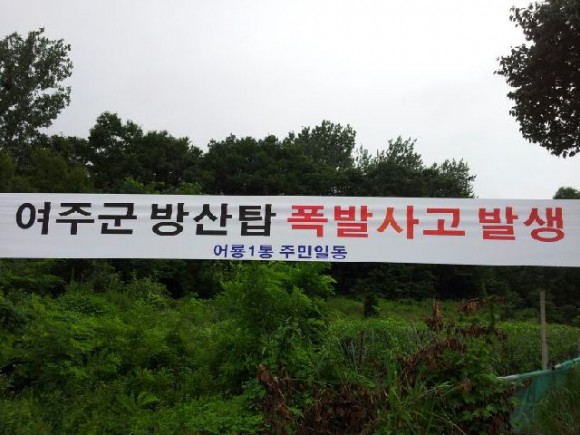 여주군 방산탑 폭발사고 발생
어룡1통 주민일동